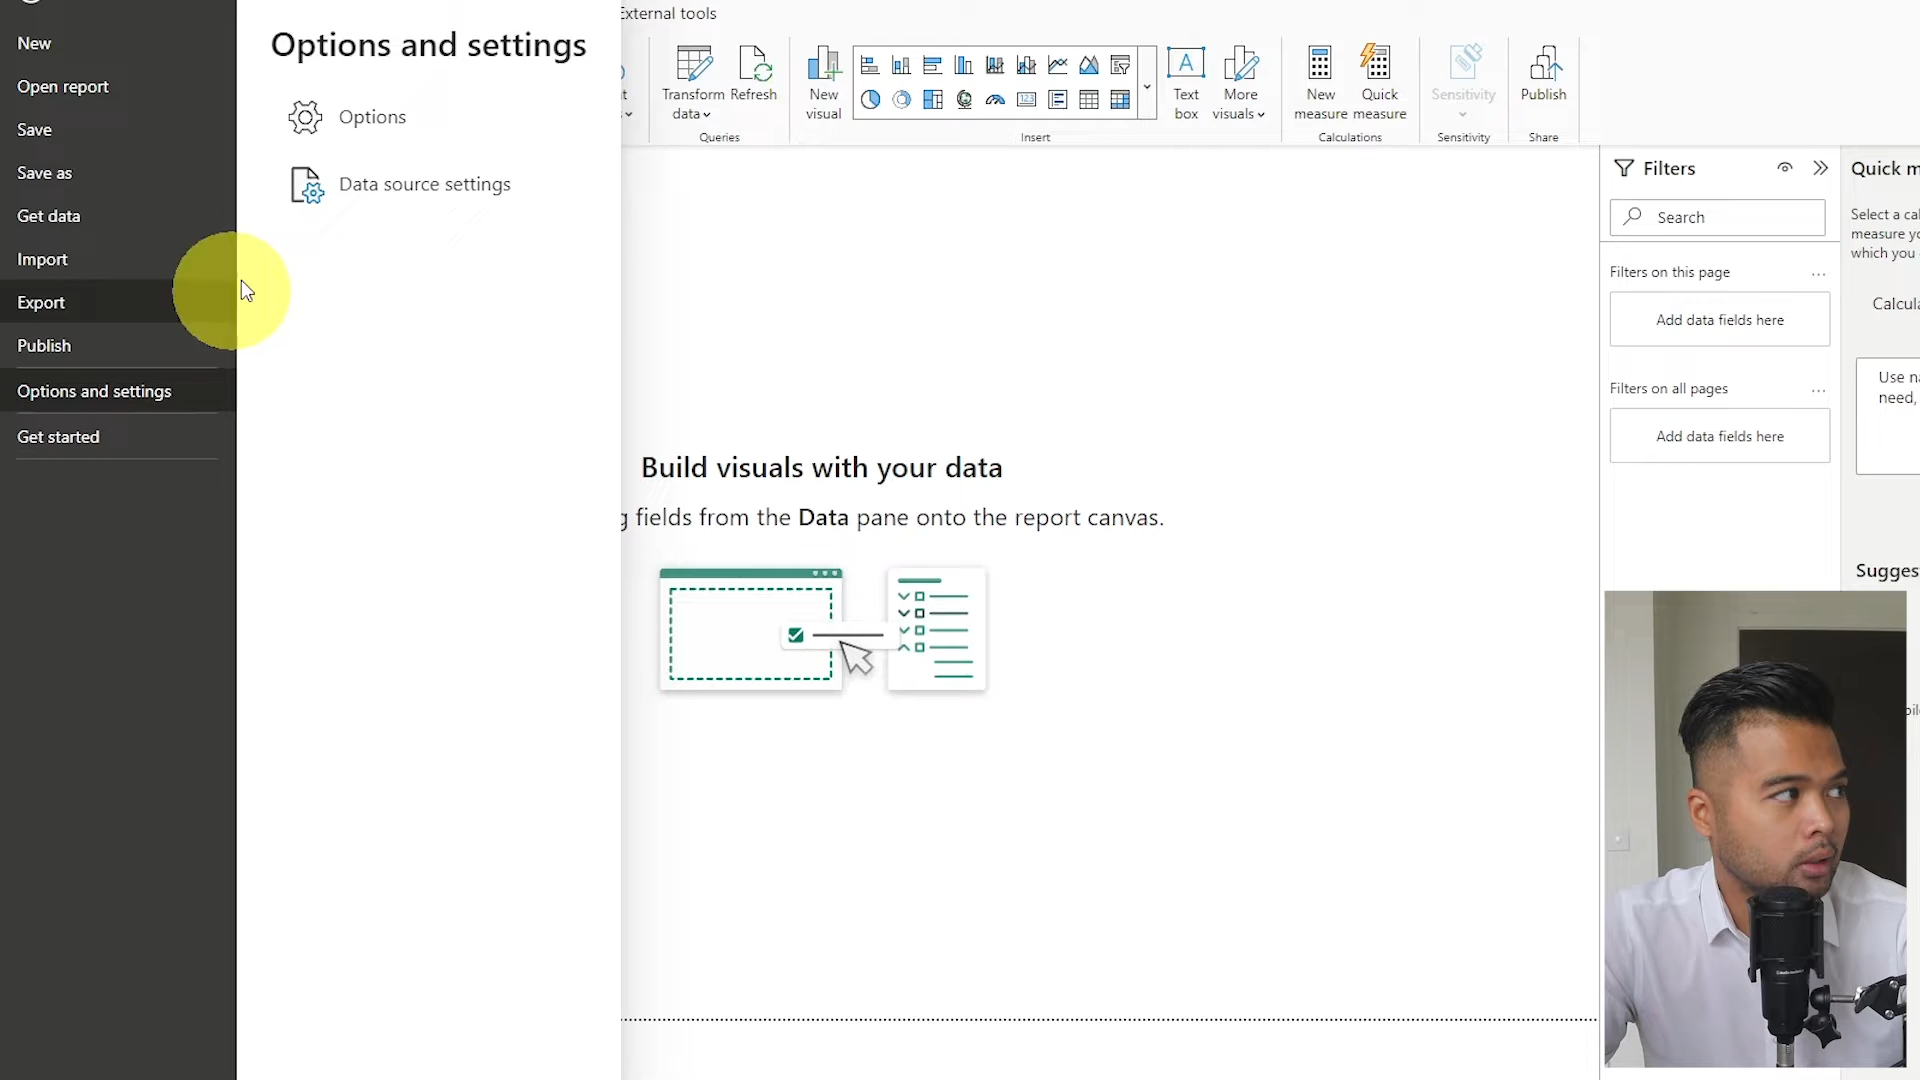 New
Open report
Save
Save as
Get data
Import
Export
Publish
Options and settings
Get started
Options and settings
Options
Data source settings
External tools
Transform data
Refresh
Queries
New visual
Text box
More visuals
Insert
New measure
Quick measure
Calculations
Sensitivity
Sensitivity
Publish
Share
Build visuals with your data
fields from the Data pane onto the report canvas.
Filters
Search
Filters on this page
Add data fields here
Filters on all pages
Add data fields here
Quick m
Select a cal
measure yo
which you
Calcula
Use na
need,
Sugges